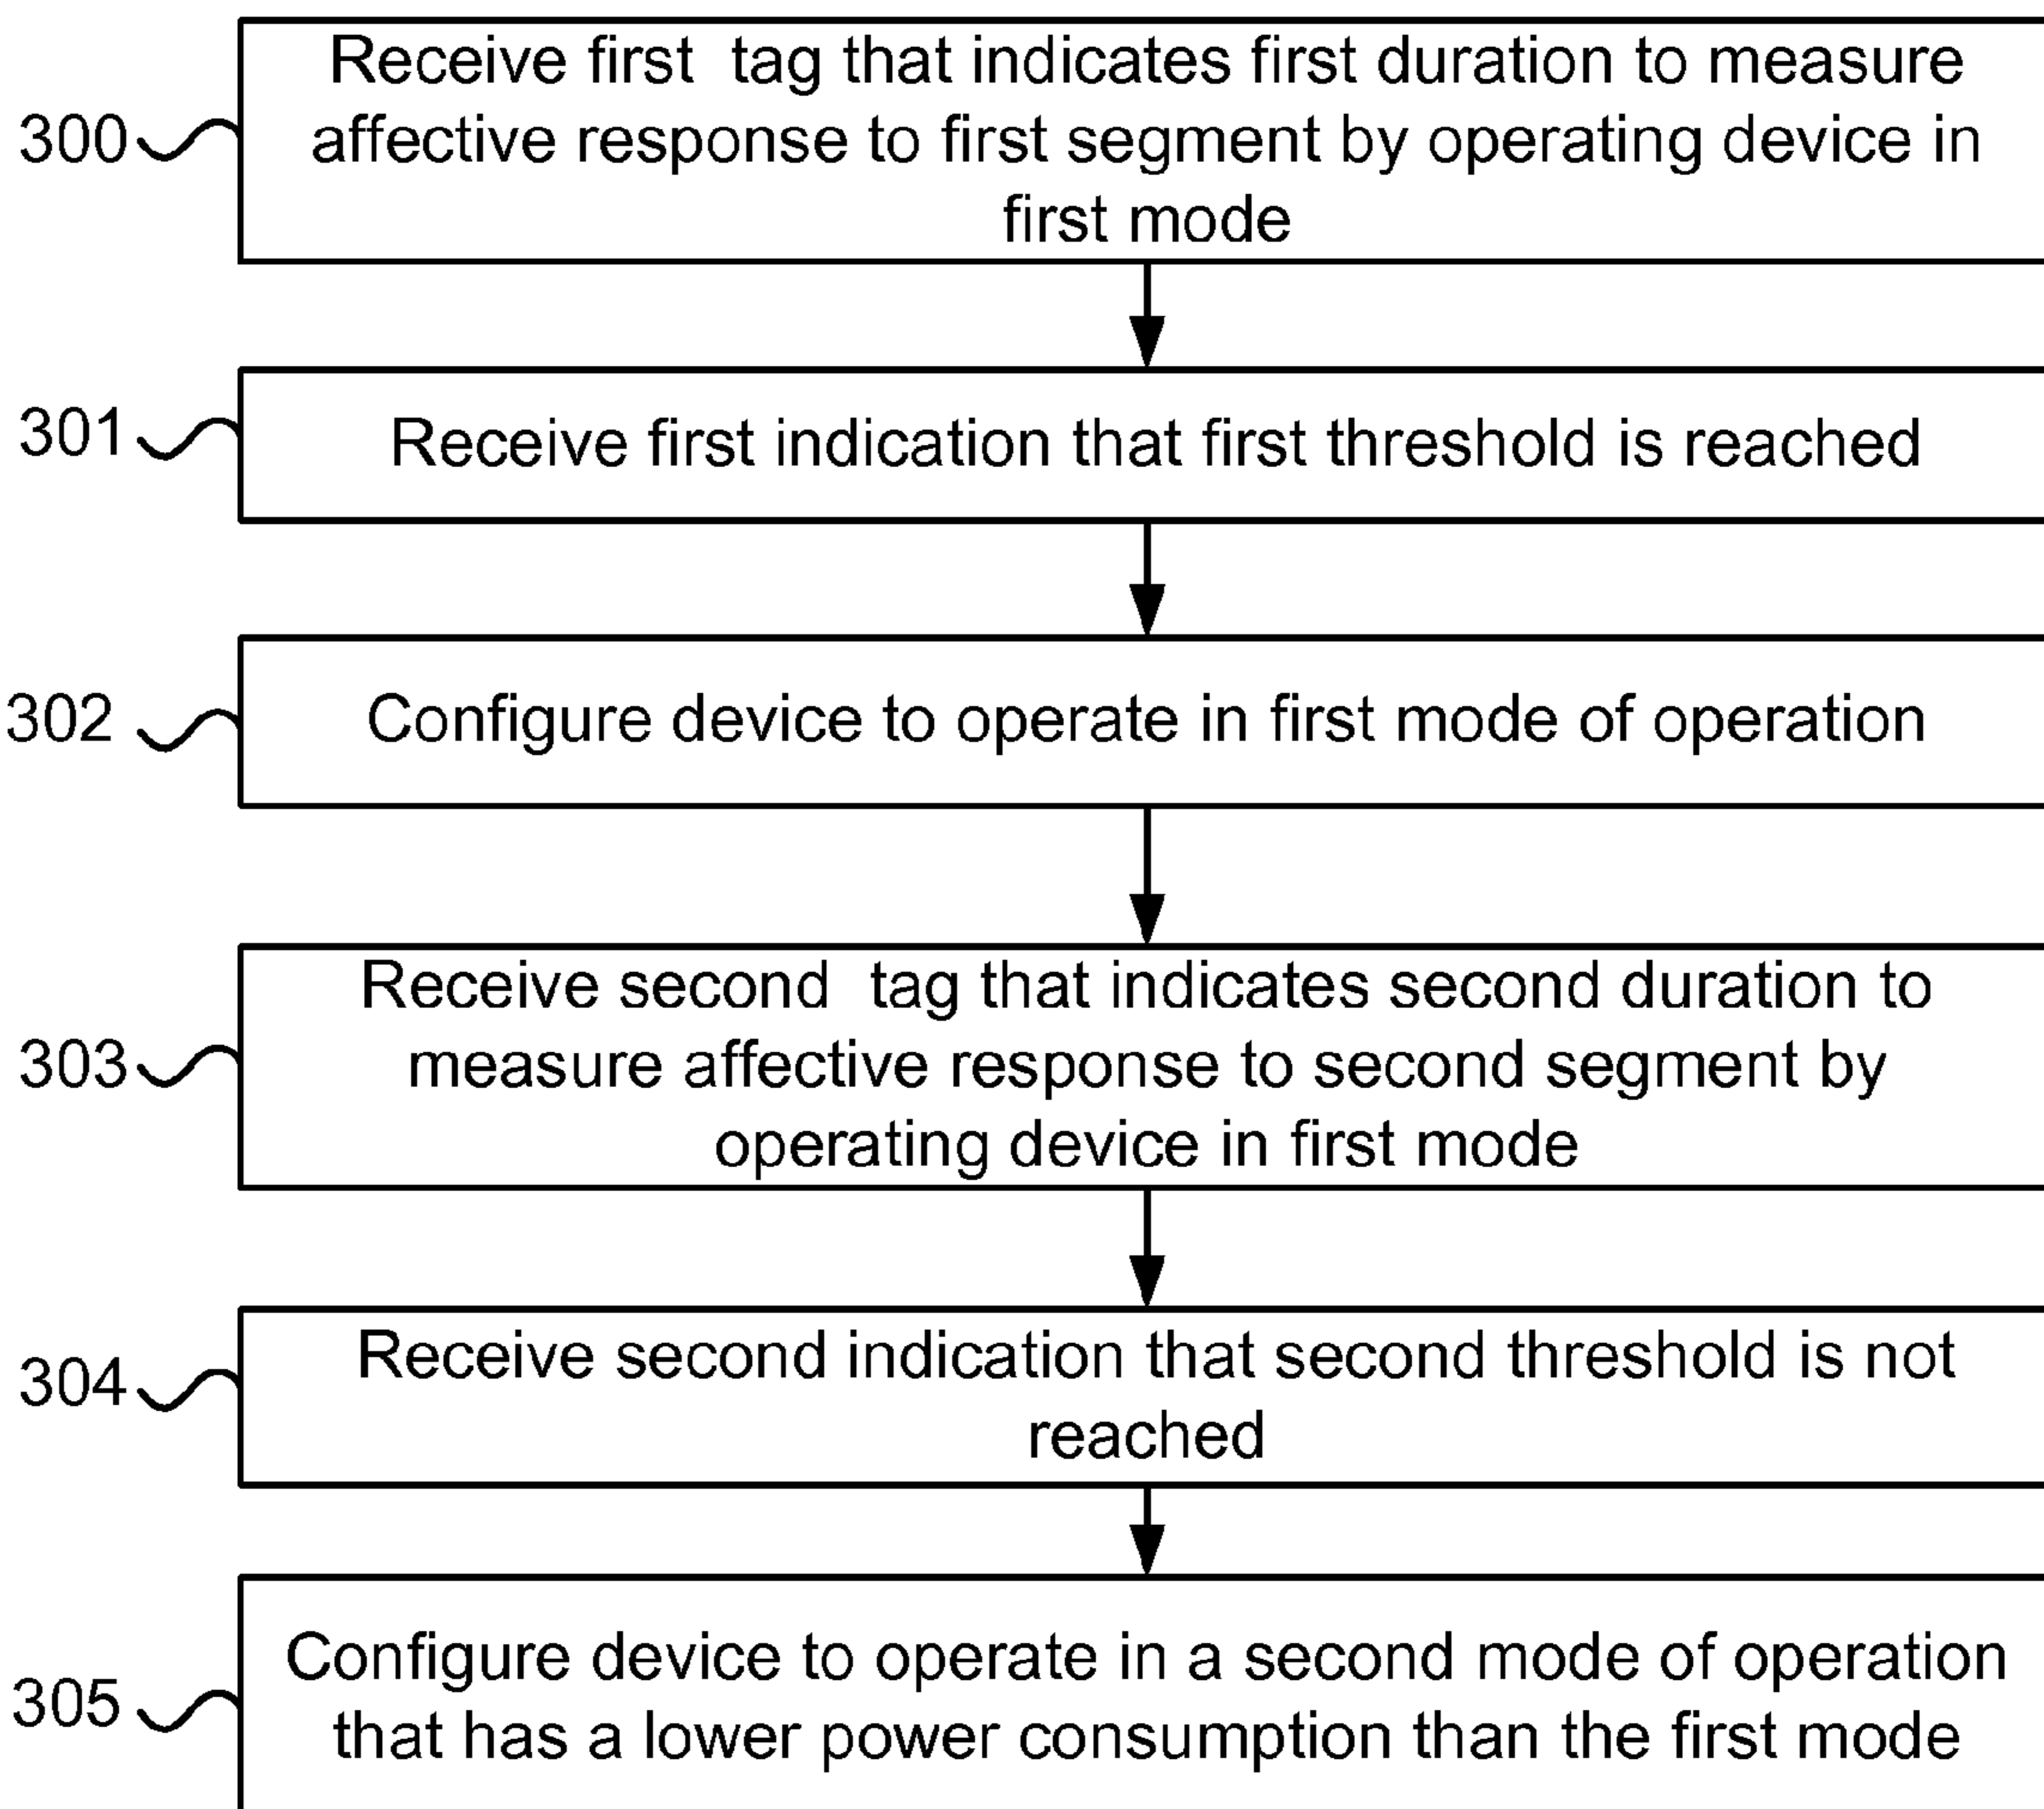 Receive first tag that indicates first duration to measure
affective response to first segment by operating device in
first mode
300
Receive first indication that first threshold is reached
301
Configure device to operate in first mode of operation
302
Receive second tag that indicates second duration to
measure affective response to second segment by
operating device in first mode
303
Receive second indication that second threshold is not
reached
304
Configure device to operate in a second mode of operation
that has a lower power consumption than the first mode
305